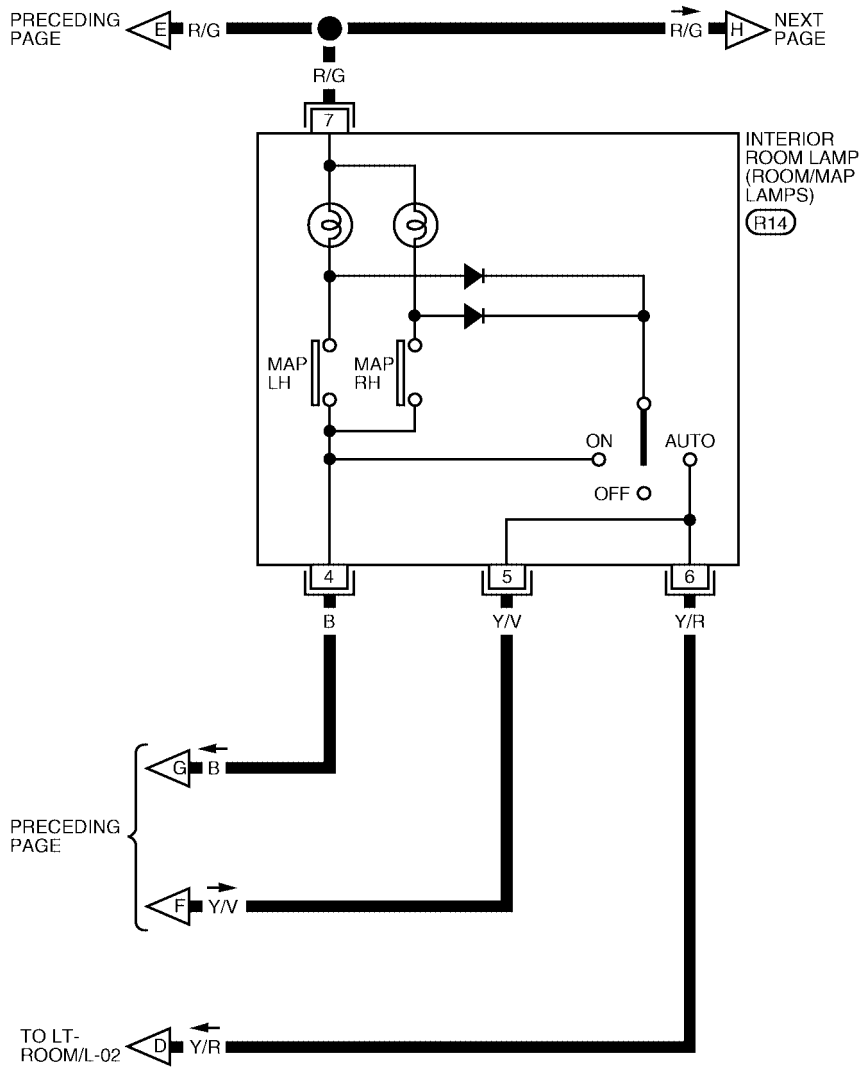 PRECEDING
PAGE
E
R/G
R/G
H
NEXT
PAGE
R/G
7
INTERIOR
ROOM LAMP
(ROOM/MAP
LAMPS)
R14
MAP
LH
MAP
RH
ON
AUTO
OFF
4
5
6
B
Y/V
Y/R
G
B
PRECEDING
PAGE
F
Y/V
TO LT-
ROOM/L-02
D
Y/R